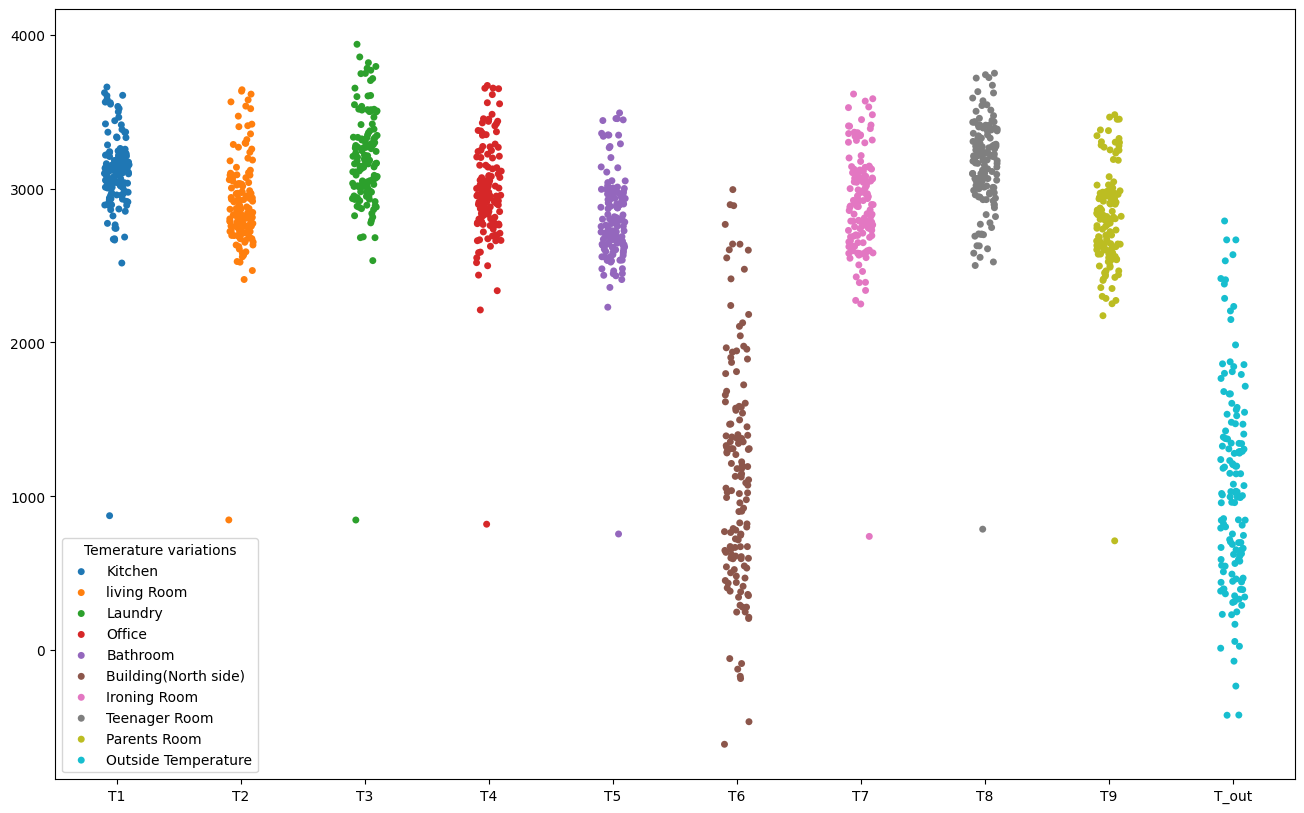 4000
3000
2000
1000
0
Temerature variations
Kitchen
living Room
Laundry
Office
Bathroom
Building(North side)
Ironing Room
Teenager Room
Parents Room
Outside Temperature
T1 T2 T3 T4 T5 T6 T7 T8 T9 T_out